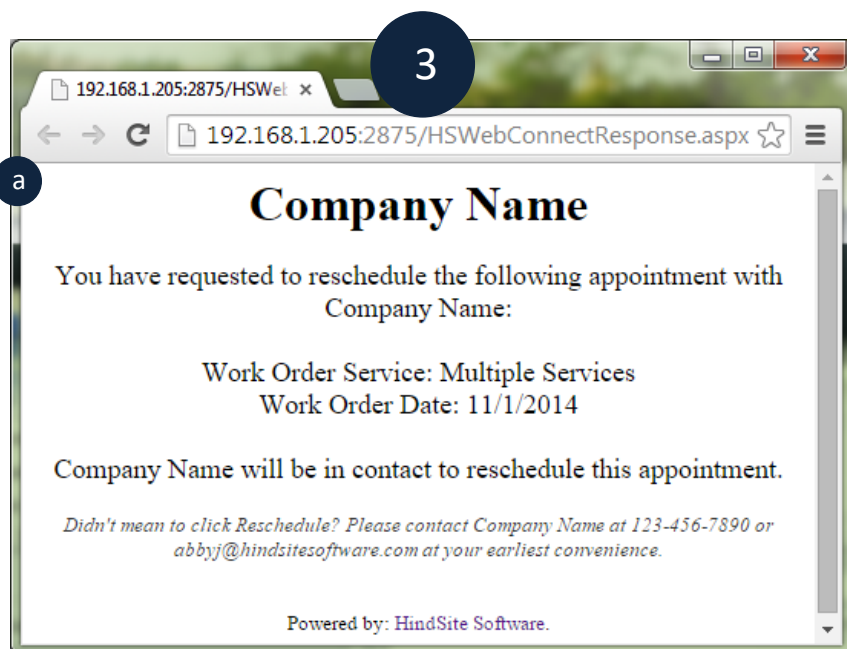 3
192.168.1.205:2875/HSWeb
192.168.1.205:2875/HSWebConnectResponse.aspx
a
Company Name
You have requested to reschedule the following appointment with
Company Name:
Work Order Service: Multiple Services
Work Order Date: 11/1/2014
Company Name will be in contact to reschedule this appointment.
Didn't mean to click Reschedule? Please contact Company Name at 123-456-7890 or
abbyj@hindsitesoftware.com at your earliest convenience.
Powered by: HindSite Software.